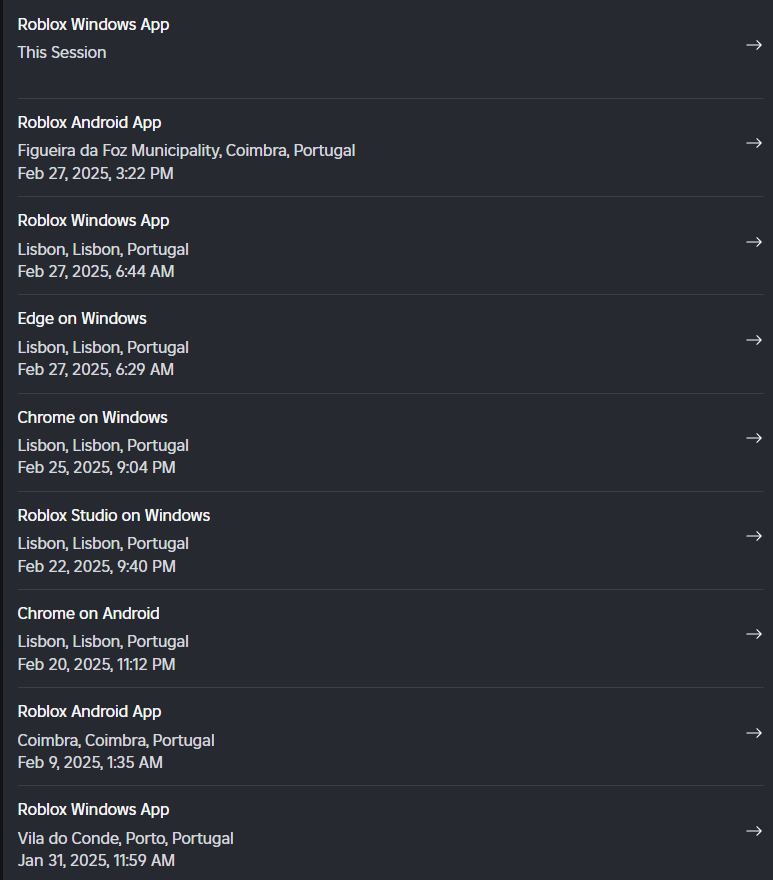 Roblox Windows App
This Session
Roblox Android App
Figueira da Foz Municipality, Coimbra, Portugal
Feb 27, 2025, 3:22 PM
Roblox Windows App
Lisbon, Lisbon, Portugal
Feb 27, 2025, 6:44 AM
Edge on Windows
Lisbon, Lisbon, Portugal
Feb 27, 2025, 6:29 AM
Chrome on Windows
Lisbon, Lisbon, Portugal
Feb 25, 2025, 9:04 PM
Roblox Studio on Windows
Lisbon, Lisbon, Portugal
Feb 22, 2025, 9:40 PM
Chrome on Android
Lisbon, Lisbon, Portugal
Feb 20, 2025, 11:12 PM
Roblox Android App
Coimbra, Coimbra, Portugal
Feb 9, 2025, 1:35 AM
Roblox Windows App
Vila do Conde, Porto, Portugal
Jan 31, 2025, 11:59 AM